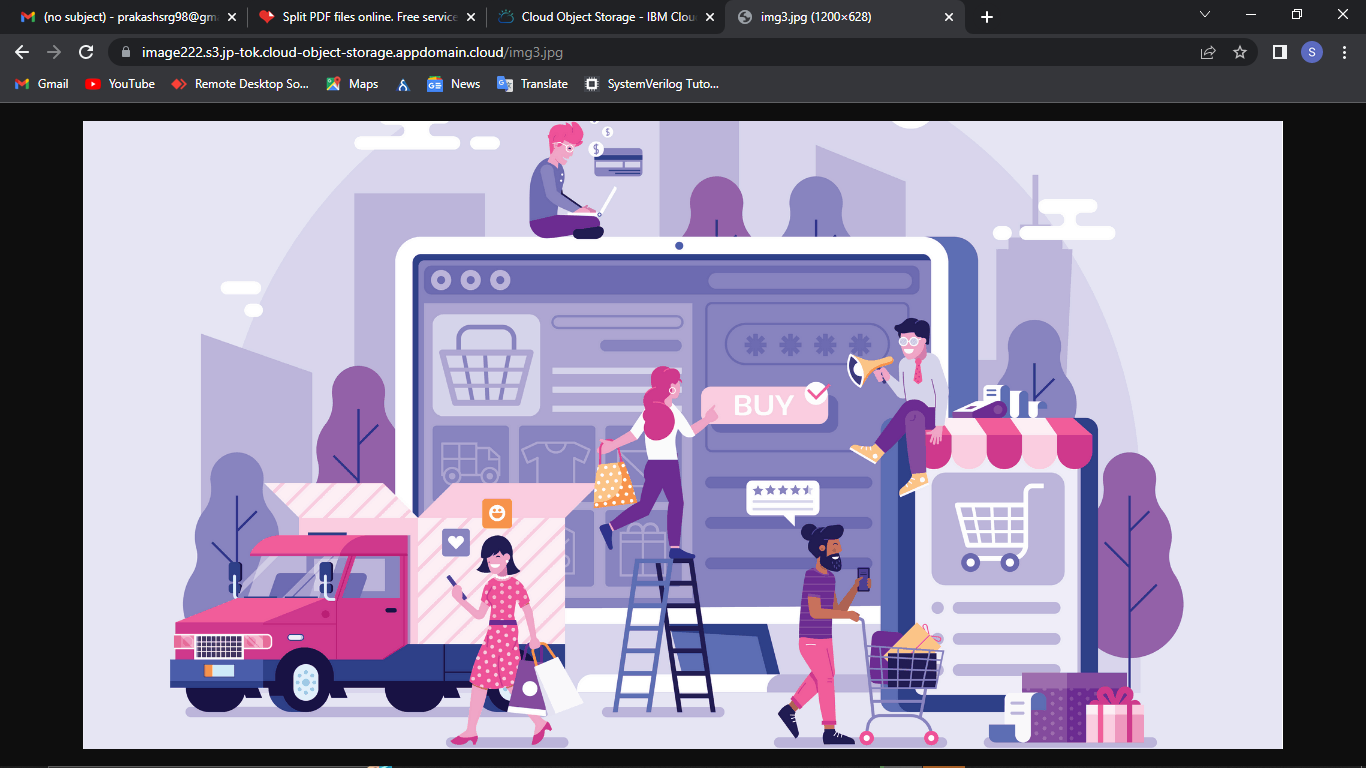 (no subject) - prakashsrg98@gm
Split PDF files online. Free service
Cloud Object Storage - IBM Clou
img3.jpg (1200×628)
image222.s3.jp-tok.cloud-object-storage.appdomain.cloud/img3.jpg
S
Gmail
YouTube
Remote Desktop So...
Maps
News
Translate
SystemVerilog Tuto...
$
$
BUY